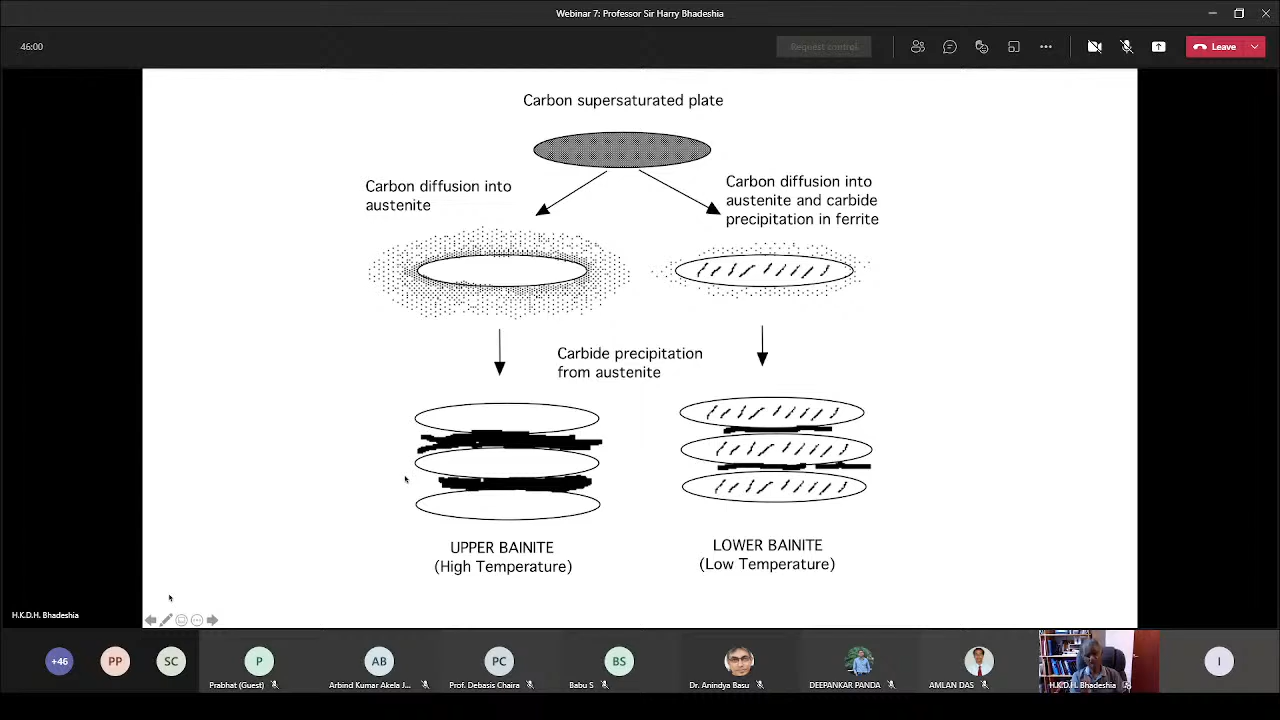 Webinar 7: Professor Sir Harry Bhadeshia
46:00
Request control
Leave
Carbon supersaturated plate
Carbon diffusion into
austenite
Carbon diffusion into
austenite and carbide
precipitation in ferrite
Carbide precipitation
from austenite
UPPER BAINITE
(High Temperature)
LOWER BAINITE
(Low Temperature)
H.K.D.H. Bhadeshia
+46
PP
SC
P
AB
PC
BS
I
Prabhat (Guest)
Arbind Kumar Akela J...
Prof. Debasis Chaira
Babu S
Dr. Anindya Basu
DEEPANKAR PANDA
AMLAN DAS
H.K.D.H. Bhadeshia